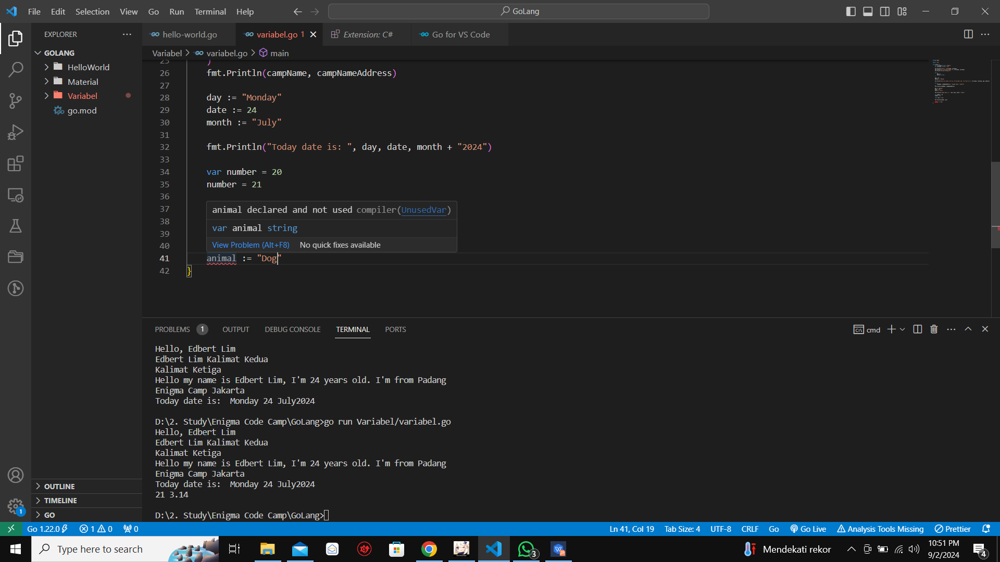 File Edit Selection View Go Run Terminal Help
GoLang
EXPLORER
hello-world.go
variabel.go 1
Extension: C#
Go for VS Code
GOLANG
HelloWorld
Material
Variabel
go.mod
Variabel > variabel.go > main
25 )
26 fmt.Println(campName, campNameAddress)
27
28 day := "Monday"
29 date := 24
30 month := "July"
31
32 fmt.Println("Today date is: ", day, date, month + "2024")
33
34 var number = 20
35 number = 21
36
37
38
39
40
animal declared and not used compiler(UnusedVar)
var animal string
View Problem (Alt+F8) No quick fixes available
41 animal := "Dog"
42 }
PROBLEMS 1 OUTPUT DEBUG CONSOLE TERMINAL PORTS
cmd
Hello, Edbert Lim
Edbert Lim Kalimat Kedua
Kalimat Ketiga
Hello my name is Edbert Lim, I'm 24 years old. I'm from Padang
Enigma Camp Jakarta
Today date is:  Monday 24 July2024
D:\2. Study\Enigma Code Camp\GoLang>go run Variabel/variabel.go
Hello, Edbert Lim
Edbert Lim Kalimat Kedua
Kalimat Ketiga
Hello my name is Edbert Lim, I'm 24 years old. I'm from Padang
Enigma Camp Jakarta
Today date is:  Monday 24 July2024
21 3.14
D:\2. Study\Enigma Code Camp\GoLang>
OUTLINE
TIMELINE
GO
1
Go 1.22.0 1 0 0
Ln 41, Col 19 Tab Size: 4 UTF-8 CRLF Go Go Live Analysis Tools Missing Prettier
Type here to search
3
Mendekati rekor
10:51 PM
9/2/2024
4